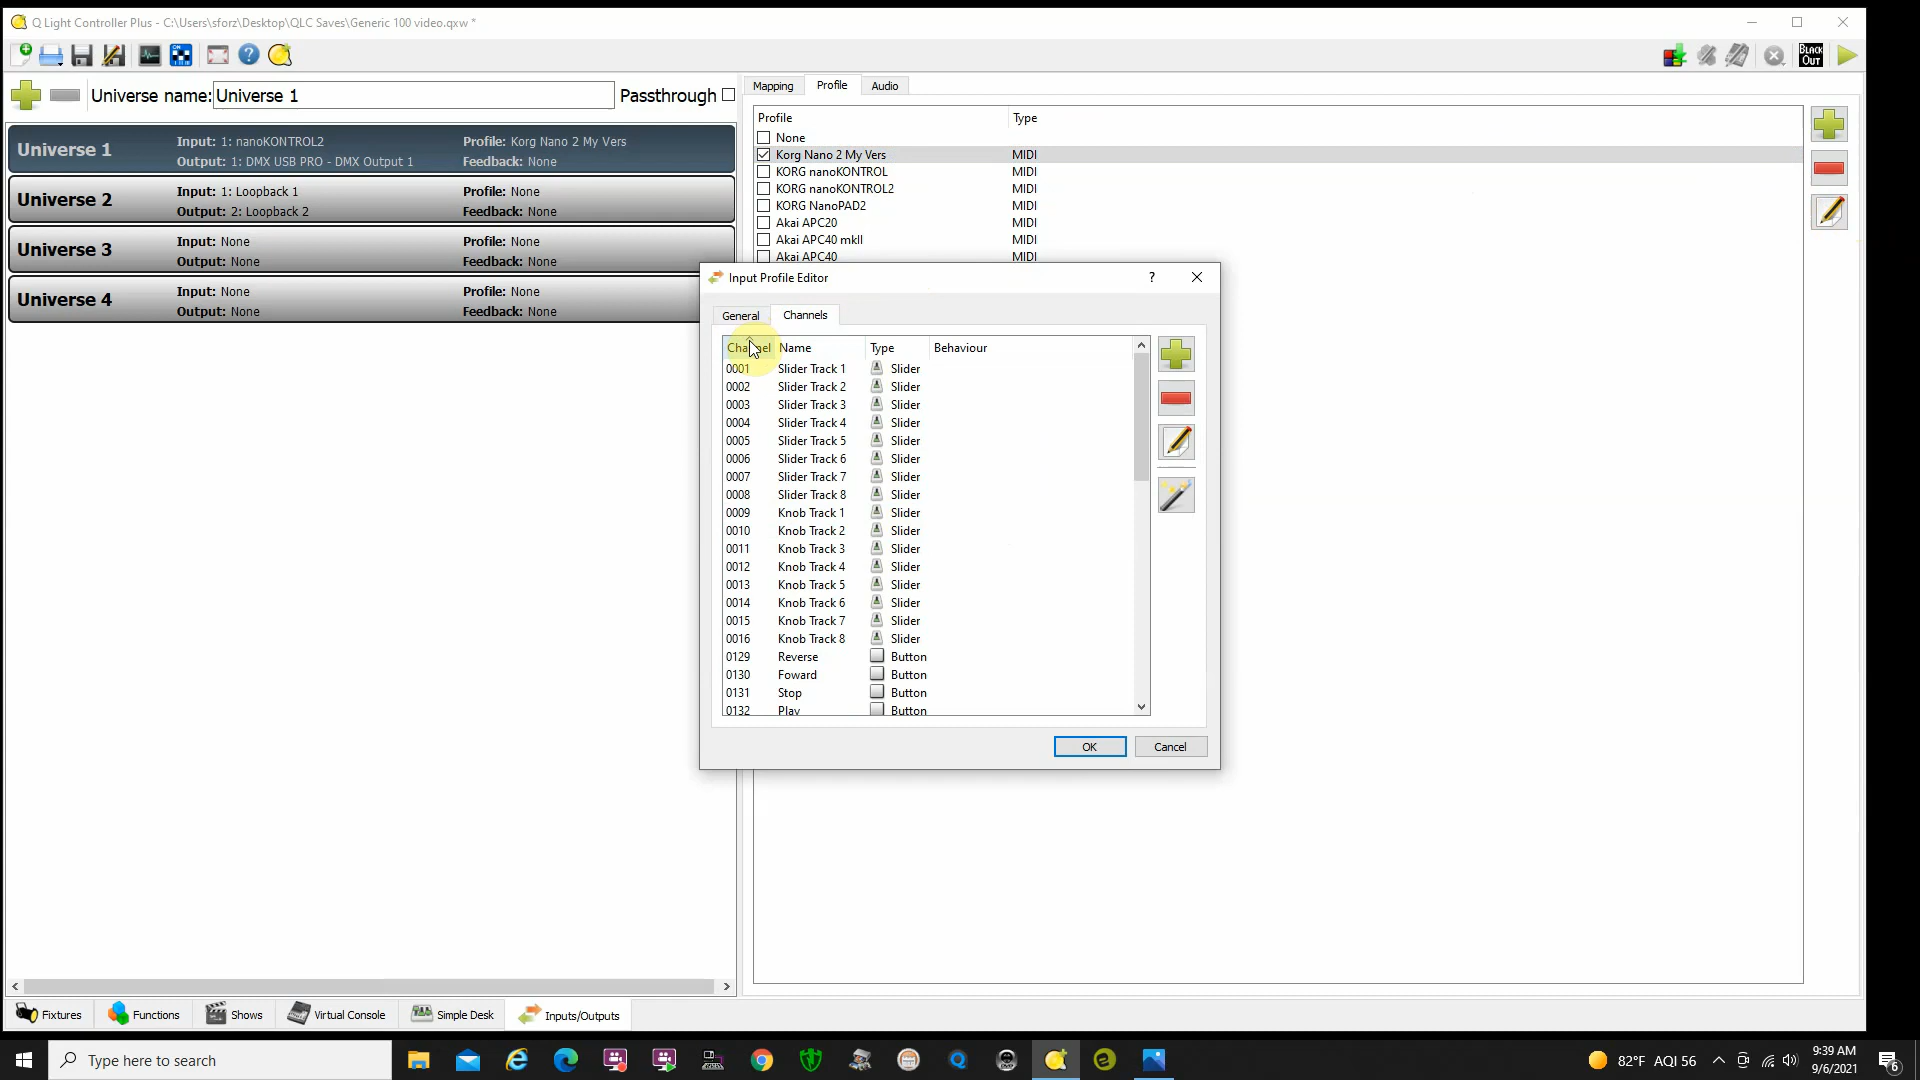 Q Light Controller Plus - C:\Users\sforz\Desktop\QLC Saves\Generic 100 video.qxw *
BLACK OUT
Universe name: Universe 1 Passthrough
Universe 1 Input: 1: nanoKONTROL2 Profile: Korg Nano 2 My Vers
Output: 1: DMX USB PRO - DMX Output 1 Feedback: None
Universe 2 Input: 1: Loopback 1 Profile: None
Output: 2: Loopback 2 Feedback: None
Universe 3 Input: None Profile: None
Output: None Feedback: None
Universe 4 Input: None Profile: None
Output: None Feedback: None
Mapping Profile Audio
Profile Type
None
Korg Nano 2 My Vers MIDI
KORG nanoKONTROL MIDI
KORG nanoKONTROL2 MIDI
KORG NanoPAD2 MIDI
Akai APC20 MIDI
Akai APC40 mkII MIDI
Akai APC40 MIDI
Input Profile Editor ?
General Channels
Channel Name Type Behaviour
0001 Slider Track 1 Slider
0002 Slider Track 2 Slider
0003 Slider Track 3 Slider
0004 Slider Track 4 Slider
0005 Slider Track 5 Slider
0006 Slider Track 6 Slider
0007 Slider Track 7 Slider
0008 Slider Track 8 Slider
0009 Knob Track 1 Slider
0010 Knob Track 2 Slider
0011 Knob Track 3 Slider
0012 Knob Track 4 Slider
0013 Knob Track 5 Slider
0014 Knob Track 6 Slider
0015 Knob Track 7 Slider
0016 Knob Track 8 Slider
0129 Reverse Button
0130 Foward Button
0131 Stop Button
0132 Play Button
OK Cancel
Fixtures Functions Shows Virtual Console Simple Desk Inputs/Outputs
Type here to search
82°F AQI 56
9:39 AM
9/6/2021
6